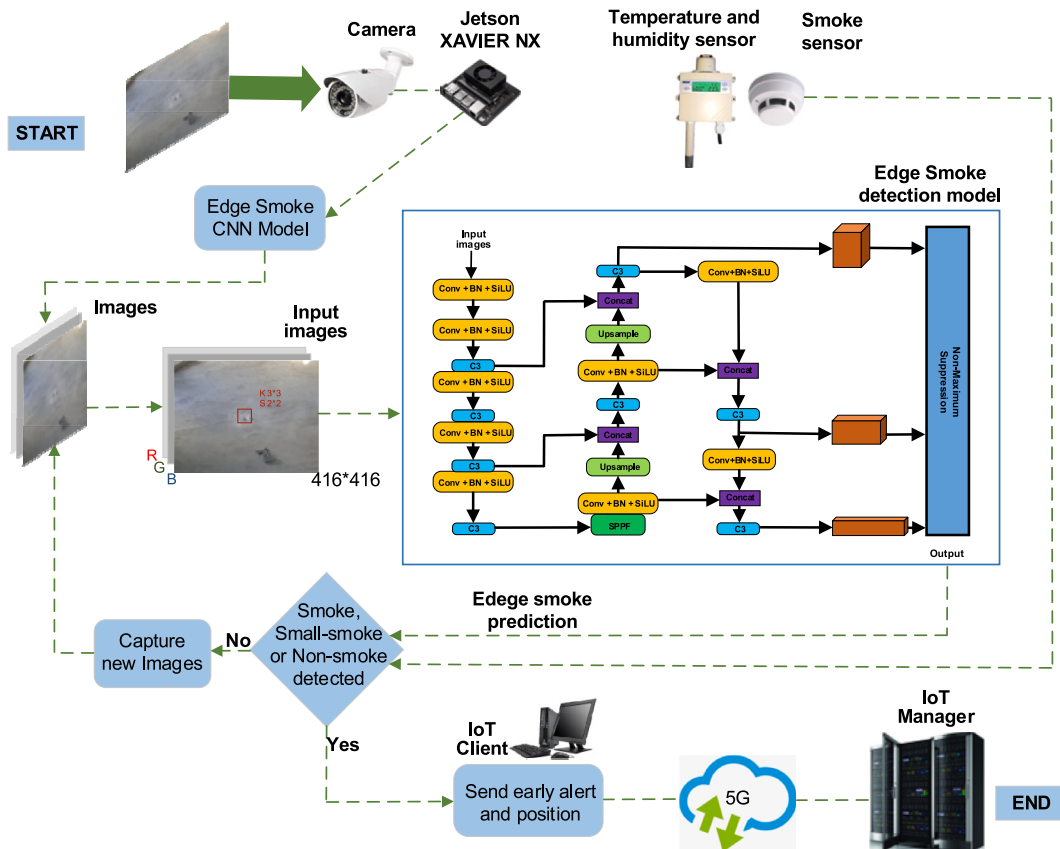 Camera
Jetson
XAVIER NX
Temperature and
humidity sensor
Smoke
sensor
START
Edge Smoke
CNN Model
Edge Smoke
detection model
Images
Input
images
K3*3
S2*2
R
G
B
416*416
Input
images
Conv + BN + SiLU
Conv + BN + SiLU
C3
Conv + BN + SiLU
C3
Conv + BN + SiLU
C3
Conv + BN + SiLU
C3
C3
Concat
Upsample
Conv + BN + SiLU
C3
Concat
Upsample
Conv + BN + SiLU
SPPF
Conv+BN+SiLU
Concat
C3
Conv+BN+SiLU
Concat
C3
Non-Maximum
Suppression
Output
Edege smoke
prediction
Smoke,
Small-smoke
or Non-smoke
detected
No
Capture
new Images
Yes
IoT
Client
Send early alert
and position
5G
IoT
Manager
END